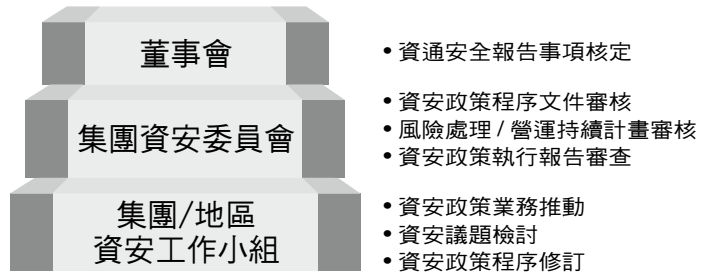 董事會
• 資通安全報告事項核定
集團資安委員會
• 資安政策程序文件審核
• 風險處理 / 營運持續計畫審核
• 資安政策執行報告審查
集團/地區
資安工作小組
• 資安政策業務推動
• 資安議題檢討
• 資安政策程序修訂